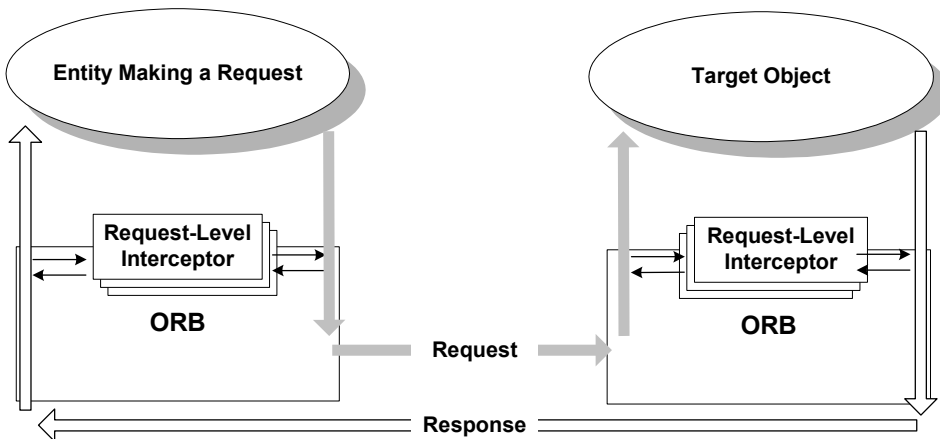 Entity Making a Request
Target Object
Request-Level
Interceptor
Request-Level
Interceptor
ORB
ORB
Request
Response